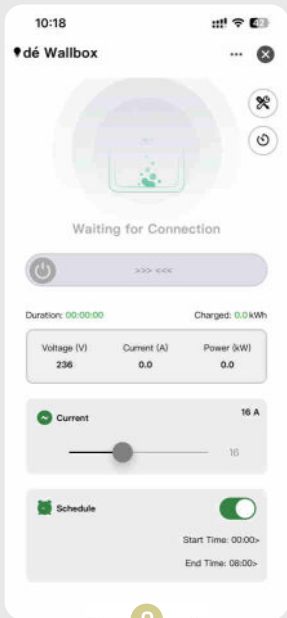 10:18
dé Wallbox
Waiting for Connection
>>> <<<
Duration: 00:00:00 Charged: 0.0 kWh
Voltage (V) Current (A) Power (kW)
236 0.0 0.0
Current 16 A
16
Schedule
Start Time: 00:00>
End Time: 08:00>